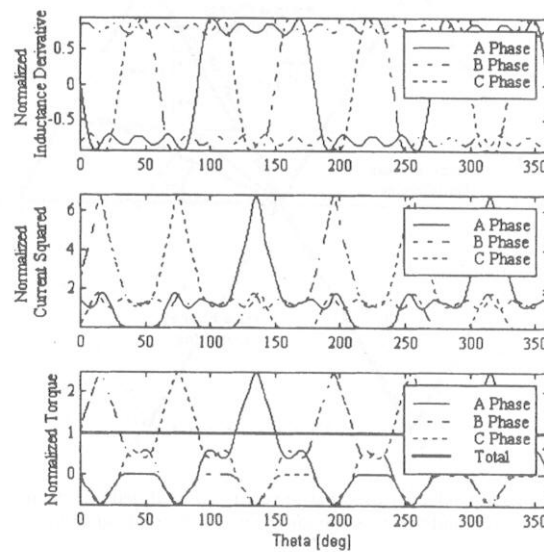 Normalized
Inductance Derivative
0.5
0
-0.5
A Phase
B Phase
C Phase
0 50 100 150 200 250 300 350
Normalized
Current Squared
6
4
2
A Phase
B Phase
C Phase
0 50 100 150 200 250 300 350
Normalized Torque
2
1
0
A Phase
B Phase
C Phase
Total
0 50 100 150 200 250 300 350
Theta [deg]